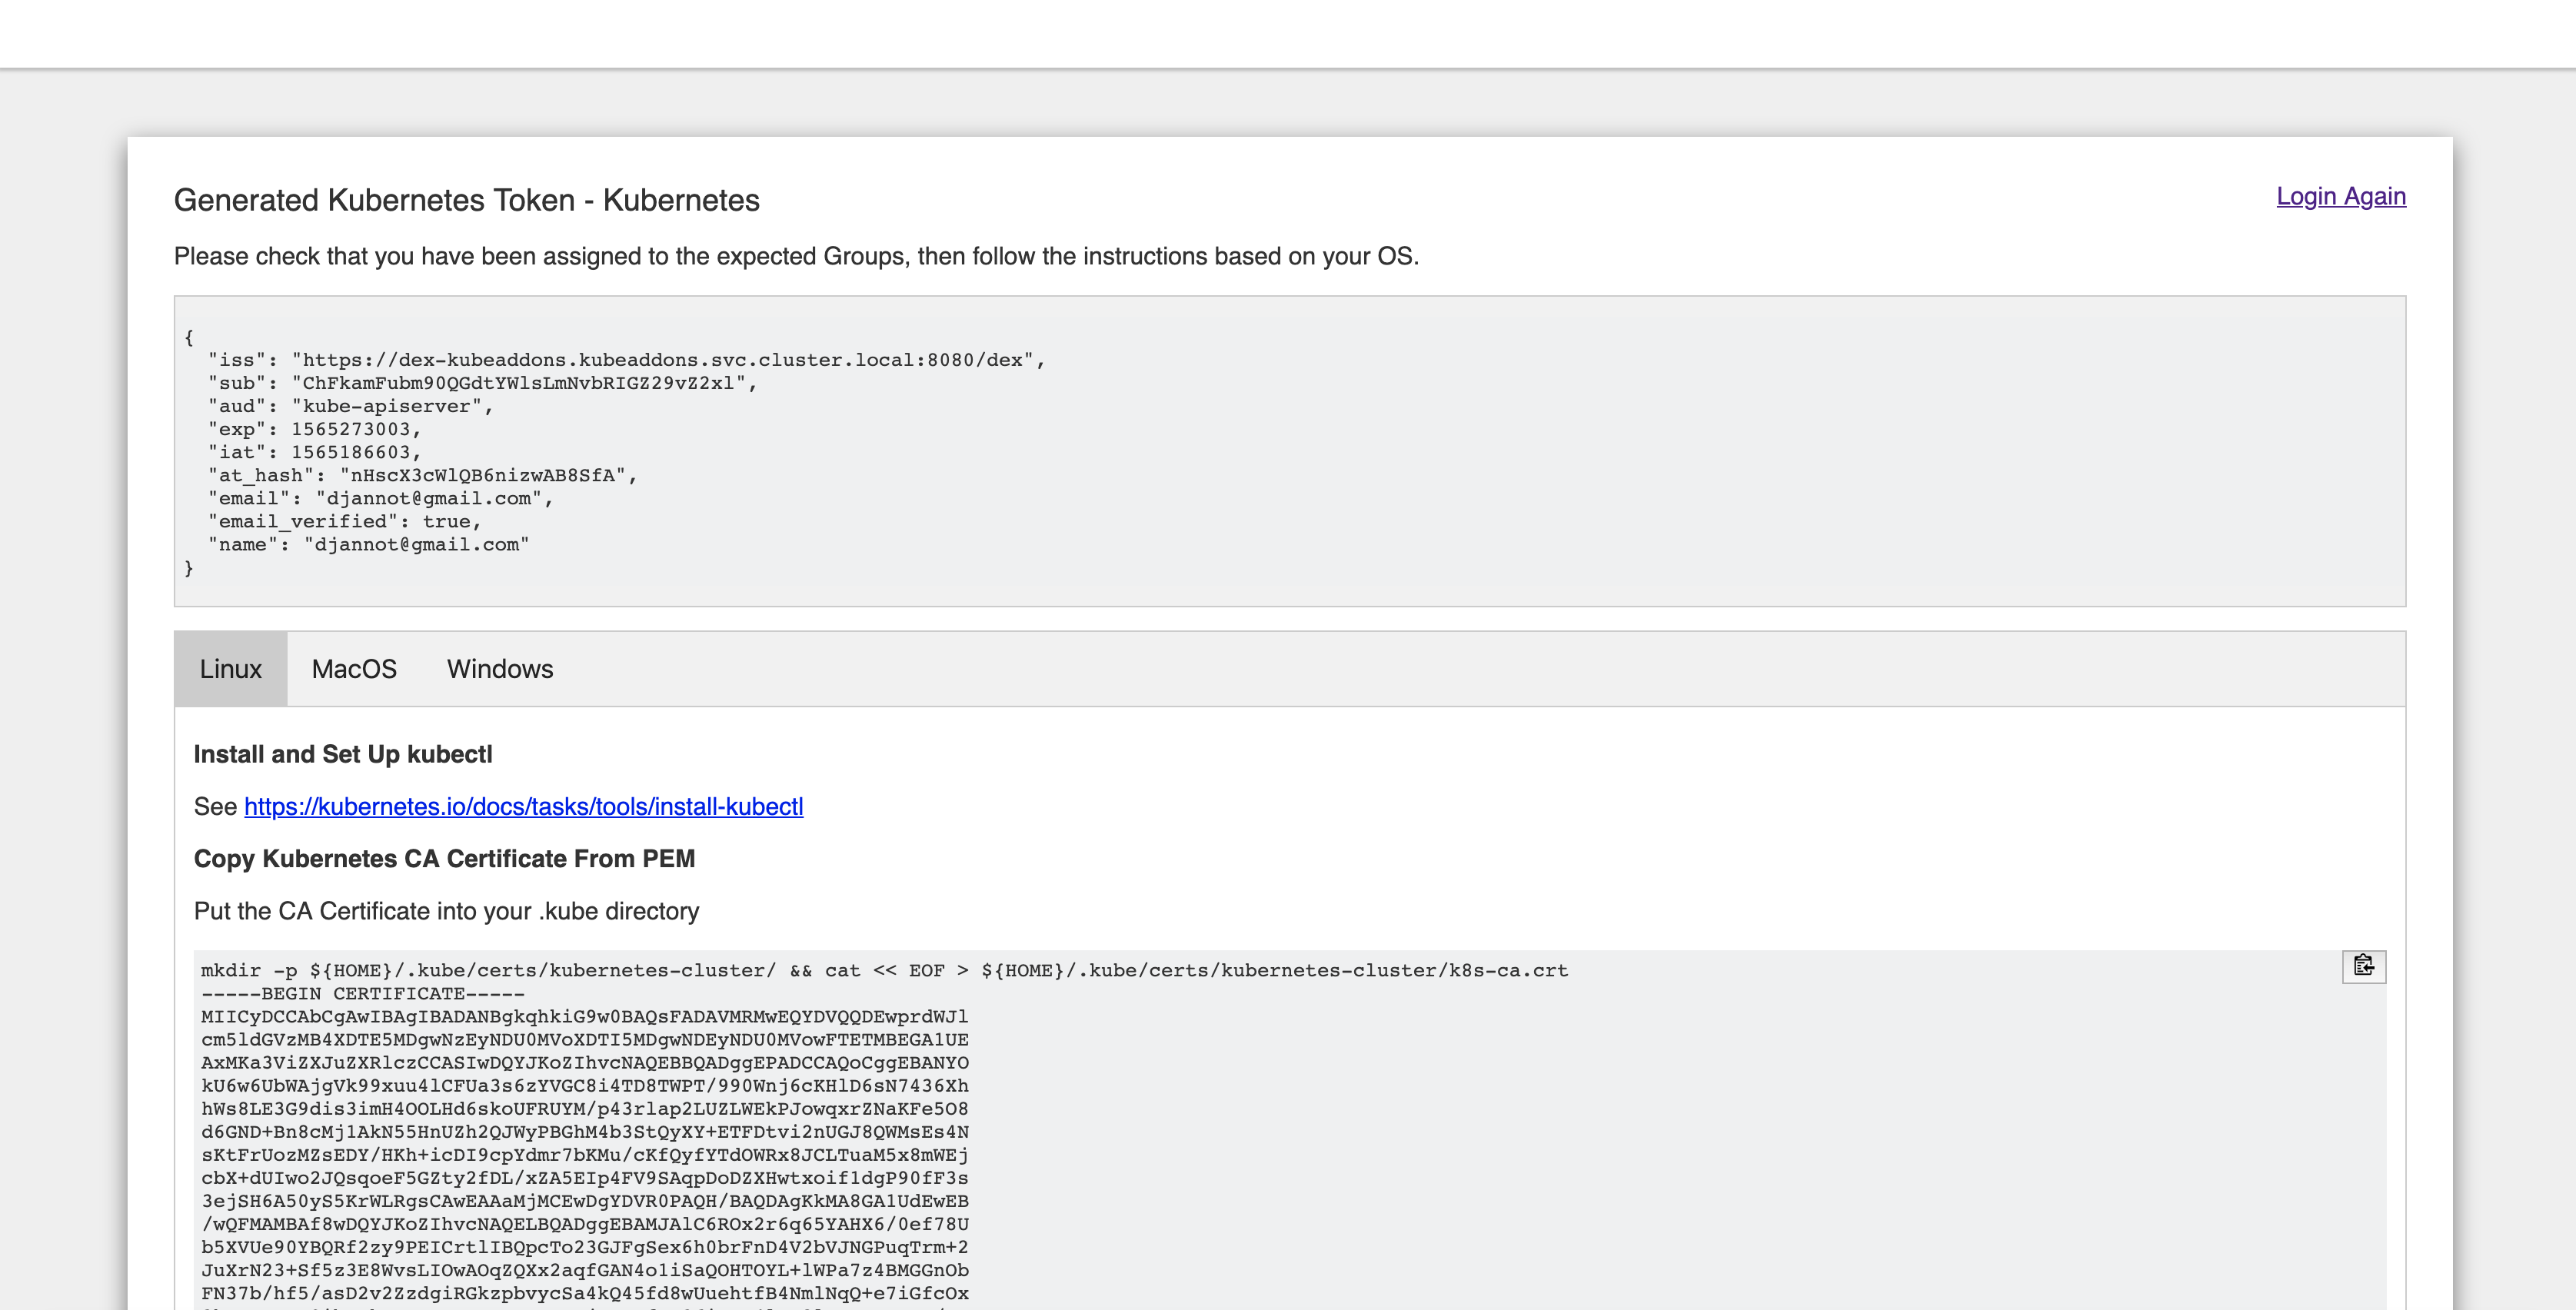 Generated Kubernetes Token - Kubernetes
Login Again
Please check that you have been assigned to the expected Groups, then follow the instructions based on your OS.
{
  "iss": "https://dex-kubeaddons.kubeaddons.svc.cluster.local:8080/dex",
  "sub": "ChFkamFubm90QGdtYWlsLmNvbRIGZ29vZ2xl",
  "aud": "kube-apiserver",
  "exp": 1565273003,
  "iat": 1565186603,
  "at_hash": "nHscX3cWlQB6nizwAB8SfA",
  "email": "djannot@gmail.com",
  "email_verified": true,
  "name": "djannot@gmail.com"
}
Linux MacOS Windows
Install and Set Up kubectl
See https://kubernetes.io/docs/tasks/tools/install-kubectl
Copy Kubernetes CA Certificate From PEM
Put the CA Certificate into your .kube directory
mkdir -p ${HOME}/.kube/certs/kubernetes-cluster/ && cat << EOF > ${HOME}/.kube/certs/kubernetes-cluster/k8s-ca.crt
-----BEGIN CERTIFICATE-----
MIICyDCCAbCgAwIBAgIBADANBgkqhkiG9w0BAQsFADAVMRMwEQYDVQQDEwprdWJl
cm5ldGVzMB4XDTE5MDgwNzEyNDU0MVoXDTI5MDgwNDEyNDU0MVowFTETMBEGA1UE
AxMKa3ViZXJuZXRlczCCASIwDQYJKoZIhvcNAQEBBQADggEPADCCAQoCggEBANYO
kU6w6UbWAjgVk99xuu4lCFUa3s6zYVGC8i4TD8TWPT/990Wnj6cKHlD6sN7436Xh
hWs8LE3G9dis3imH4OOLHd6skoUFRUYM/p43rlap2LUZLWEkPJowqxrZNaKFe5O8
d6GND+Bn8cMj1AkN55HnUZh2QJWyPBGhM4b3StQyXY+ETFDtvi2nUGJ8QWMsEs4N
sKtFrUozMZsEDY/HKh+icDI9cpYdmr7bKMu/cKfQyfYTdOWRx8JCLTuaM5x8mWEj
cbX+dUIwo2JQsqoeF5GZty2fDL/xZA5EIp4FV9SAqpDoDZXHwtxoif1dgP90fF3s
3ejSH6A50yS5KrWLRgsCAwEAAaMjMCEwDgYDVR0PAQH/BAQDAgKkMA8GA1UdEwEB
/wQFMAMBAf8wDQYJKoZIhvcNAQELBQADggEBAMJAlC6ROx2r6q65YAHX6/0ef78U
b5XVUe90YBQRf2zy9PEICrtlIBQpcTo23GJFgSex6h0brFnD4V2bVJNGPuqTrm+2
JuXrN23+Sf5z3E8WvsLIOwAOqZQXx2aqfGAN4o1iSaQOHTOYL+lWPa7z4BMGGnOb
FN37b/hf5/asD2v2ZzdgiRGkzpbvycSa4kQ45fd8wUuehtfB4NmlNqQ+e7iGfcOx